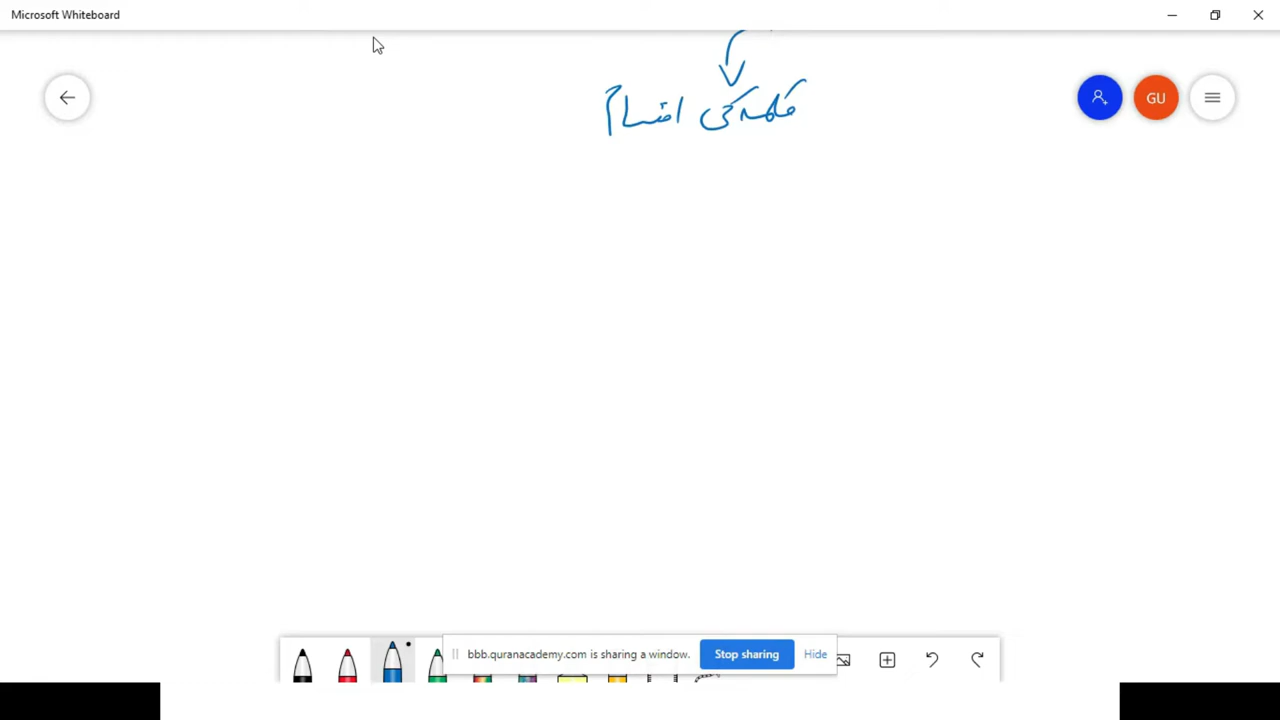 Microsoft Whiteboard
کلمہ کی اقسام
GU
bbb.quranacademy.com is sharing a window.
Stop sharing
Hide